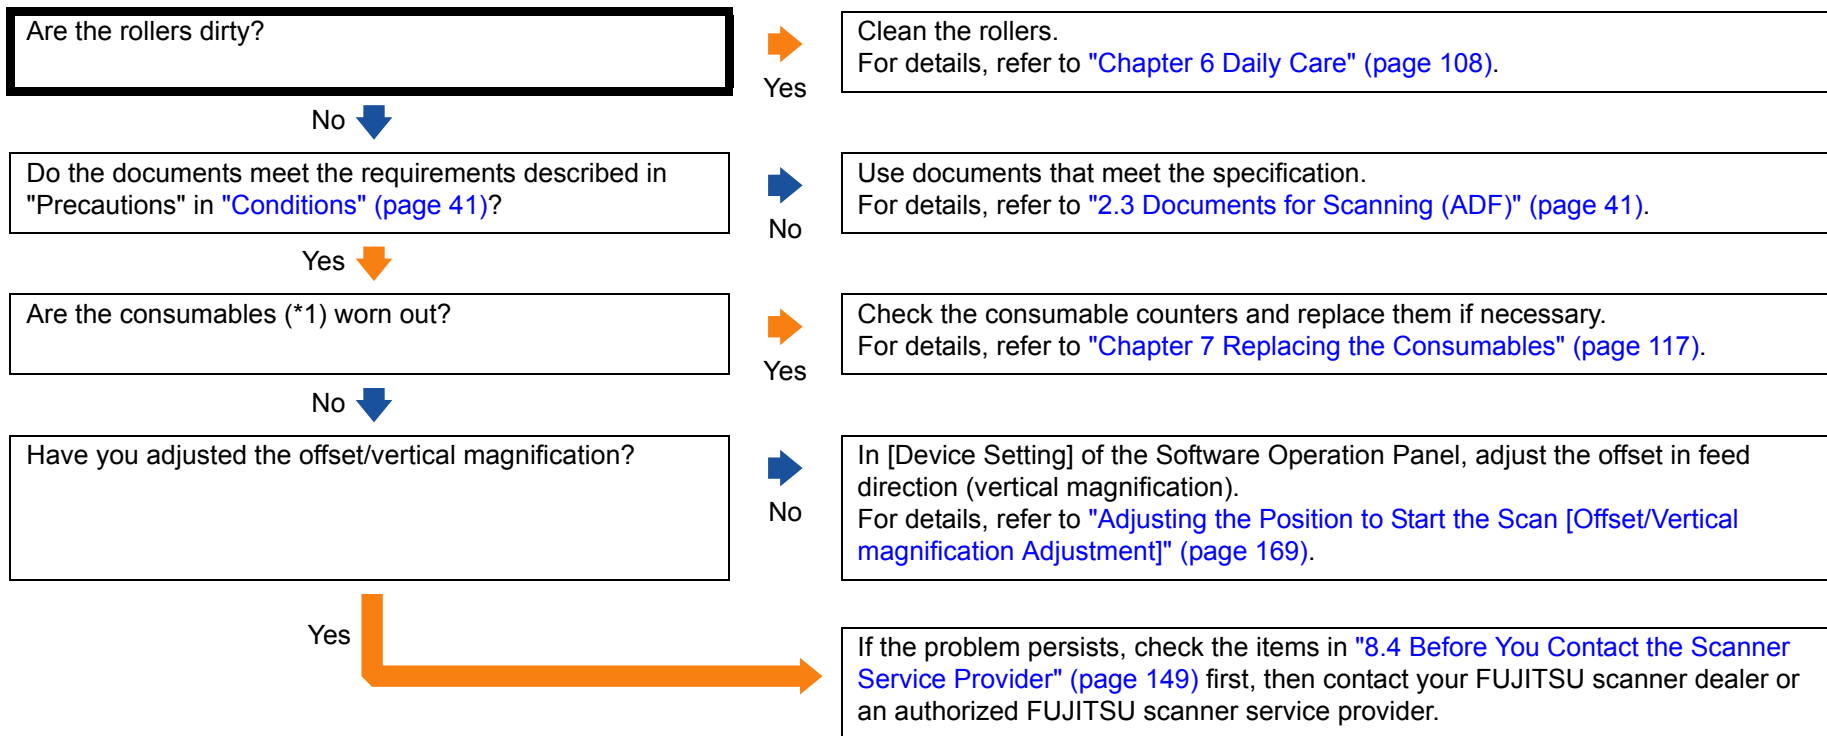 Are the rollers dirty?
Yes
Clean the rollers.
For details, refer to "Chapter 6 Daily Care" (page 108).
No
Do the documents meet the requirements described in
"Precautions" in "Conditions" (page 41)?
No
Use documents that meet the specification.
For details, refer to "2.3 Documents for Scanning (ADF)" (page 41).
Yes
Are the consumables (*1) worn out?
Yes
Check the consumable counters and replace them if necessary.
For details, refer to "Chapter 7 Replacing the Consumables" (page 117).
No
Have you adjusted the offset/vertical magnification?
No
In [Device Setting] of the Software Operation Panel, adjust the offset in feed
direction (vertical magnification).
For details, refer to "Adjusting the Position to Start the Scan [Offset/Vertical
magnification Adjustment]" (page 169).
Yes
If the problem persists, check the items in "8.4 Before You Contact the Scanner
Service Provider" (page 149) first, then contact your FUJITSU scanner dealer or
an authorized FUJITSU scanner service provider.